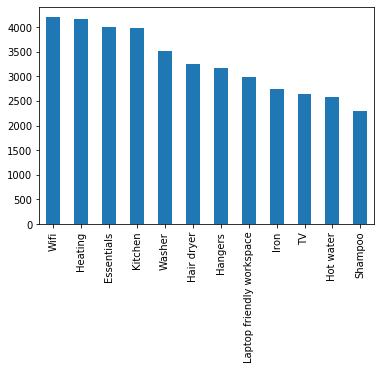 4000
3500
3000
2500
2000
1500
1000
500
0
Wifi
Heating
Essentials
Kitchen
Washer
Hair dryer
Hangers
Laptop friendly workspace
Iron
TV
Hot water
Shampoo